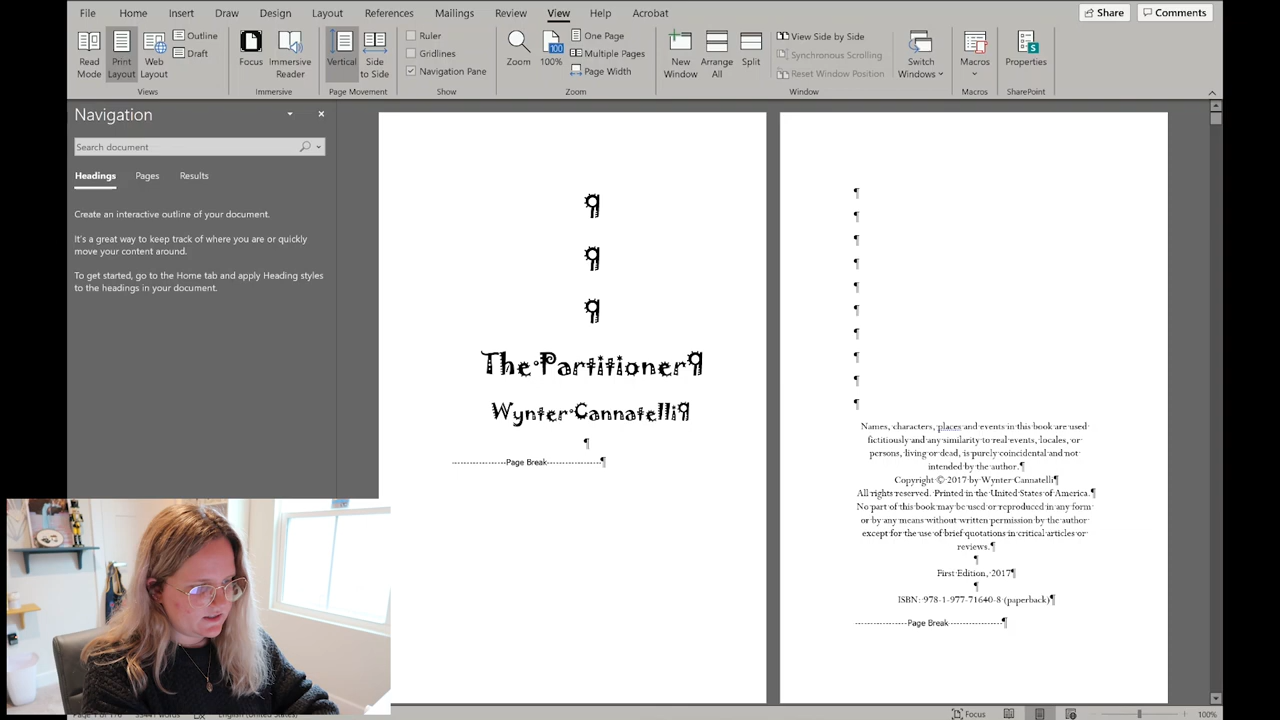 File Home Insert Draw Design Layout References Mailings Review View Help Acrobat Share Comments
Read Mode
Print Layout
Web Layout
Outline
Draft
Views
Focus
Immersive Reader
Immersive
Vertical
Side to Side
Page Movement
Ruler
Gridlines
Navigation Pane
Show
Zoom
100
100%
One Page
Multiple Pages
Page Width
Zoom
New Window
Arrange All
Split
View Side by Side
Synchronous Scrolling
Reset Window Position
Window
Switch Windows
Macros
Macros
Properties
SharePoint
Navigation
Search document
Headings Pages Results
Create an interactive outline of your document.
It's a great way to keep track of where you are or quickly
move your content around.
To get started, go to the Home tab and apply Heading styles
to the headings in your document.
¶
¶
¶
The·Partitioner¶
Wynter·Cannatelli¶
¶
Page Break ¶
¶
¶
¶
¶
¶
¶
¶
¶
¶
¶
Names, characters, places and events in this book are used
fictitiously and any similarity to real events, locales, or
persons, living or dead, is purely coincidental and not
intended by the author.¶
Copyright © 2017 by Wynter Cannatelli¶
All rights reserved. Printed in the United States of America.¶
No part of this book may be used or reproduced in any form
or by any means without written permission by the author
except for the use of brief quotations in critical articles or
reviews.¶
¶
First Edition, 2017¶
¶
ISBN: 978-1-977-71640-8 (paperback)¶
Page Break ¶
Focus 100%